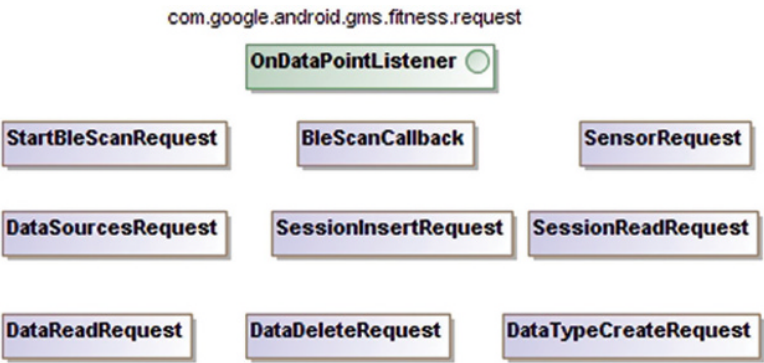 com.google.android.gms.fitness.request
OnDataPointListener
StartBleScanRequest
BleScanCallback
SensorRequest
DataSourcesRequest
SessionInsertRequest
SessionReadRequest
DataReadRequest
DataDeleteRequest
DataTypeCreateRequest